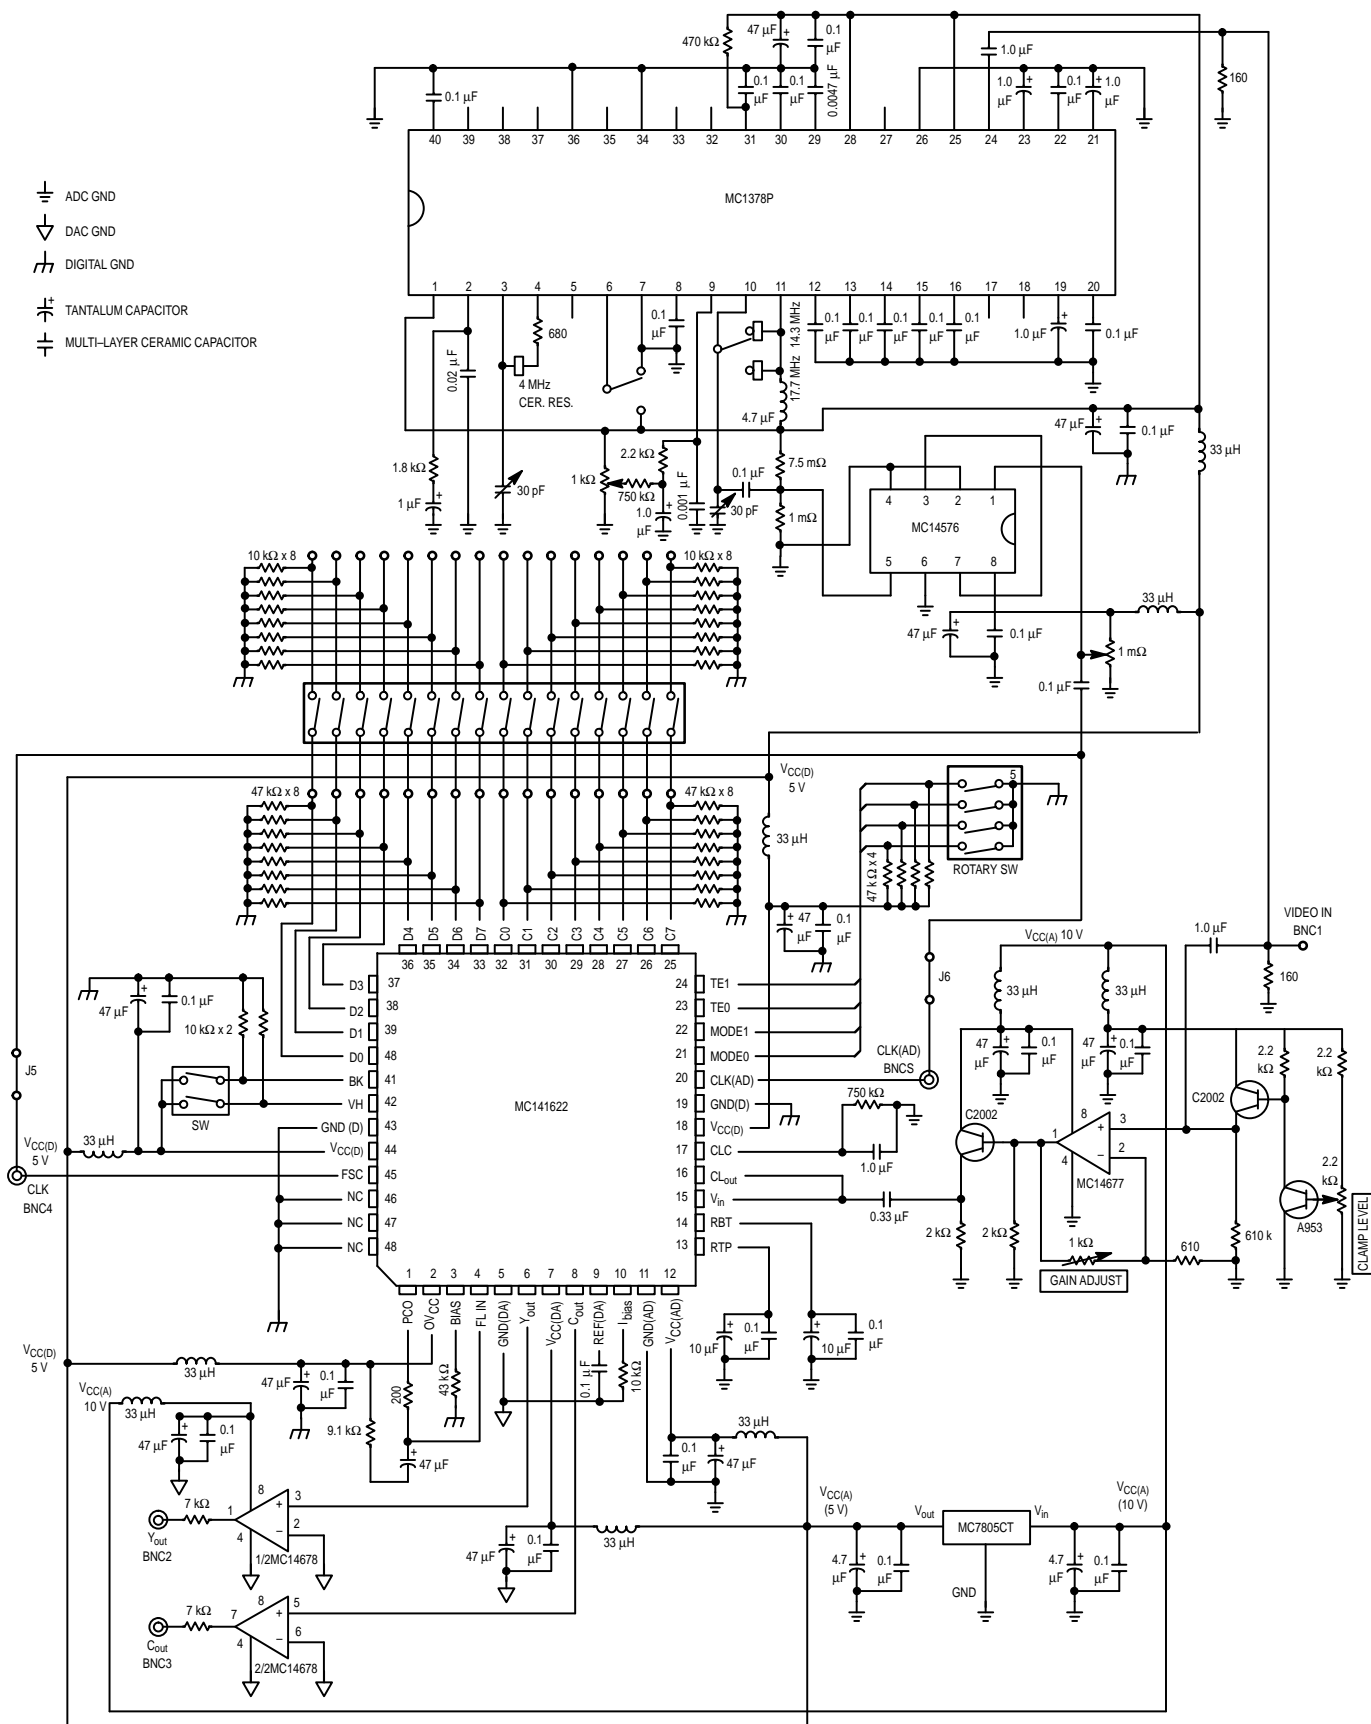 47 µF
0.1
µF
470 kΩ
1.0 µF
160
0.1 µF
0.1
µF
0.1
µF
0.0047 µF
1.0
µF
0.1
µF
1.0
µF
40 39 38 37 36 35 34 33 32 31 30 29 28 27 26 25 24 23 22 21
MC1378P
ADC GND
DAC GND
DIGITAL GND
+
TANTALUM CAPACITOR
MULTI–LAYER CERAMIC CAPACITOR
1 2 3 4 5 6 7 8 9 10 11 12 13 14 15 16 17 18 19 20
680
0.02 µF
4 MHz
CER. RES.
0.1
µF
14.3 MHz
17.7 MHz
4.7 µF
0.1
µF
0.1
µF
0.1
µF
0.1
µF
0.1
µF
1.0 µF
0.1 µF
47 µF
0.1 µF
33 µH
1.8 kΩ
1 µF
30 pF
1 kΩ
2.2 kΩ
750 kΩ
1.0
µF
0.001 µF
0.1 µF
30 pF
7.5 mΩ
1 mΩ
4 3 2 1
MC14576
5 6 7 8
47 µF
0.1 µF
33 µH
1 mΩ
0.1 µF
10 kΩ x 8
10 kΩ x 8
VCC(D)
5 V
47 kΩ x 8
47 kΩ x 8
33 µH
5
ROTARY SW
47 k Ω x 4
47
µF
0.1
µF
D4 D5 D6 D7 C0 C1 C2 C3 C4 C5 C6 C7
36 35 34 33 32 31 30 29 28 27 26 25
VIDEO IN
BNC1
1.0 µF
160
VCC(A) 10 V
33 µH
33 µH
J6
CLK(AD)
BNCS
47 µF
0.1 µF
10 kΩ x 2
SW
J5
VCC(D)
5 V
33 µH
CLK
BNC4
D3 37
D2 38
D1 39
D0 48
BK 41
VH 42
GND (D) 43
VCC(D) 44
FSC 45
NC 46
NC 47
NC 48
MC141622
24 TE1
23 TE0
22 MODE1
21 MODE0
20 CLK(AD)
19 GND(D)
18 VCC(D)
17 CLC
16 CLout
15 Vin
14 RBT
13 RTP
750 kΩ
1.0 µF
0.33 µF
47
µF
0.1
µF
47
µF
0.1
µF
2.2
kΩ
2.2
kΩ
C2002
C2002
8
1 + 3
4 – 2
MC14677
2.2
kΩ
A953
CLAMP LEVEL
2 kΩ
2 kΩ
1 kΩ
GAIN ADJUST
610
610 k
1 2 3 4 5 6 7 8 9 10 11 12
PCO OVCC BIAS FL IN GND(DA) Yout VCC(DA) Cout REF(DA) Ibias GND(AD) VCC(AD)
10 µF
0.1
µF
10 µF
0.1
µF
VCC(D)
5 V
33 µH
47
µF
0.1
µF
9.1 kΩ
200
43 kΩ
47 µF
0.1 µF
10 kΩ
0.1
µF
47 µF
33 µH
VCC(A)
10 V
33 µH
47 µF
0.1
µF
7 kΩ
Yout
BNC2
8
1 + 3
4 – 2
1/2MC14678
47 µF
0.1
µF
33 µH
VCC(A)
(5 V)
4.7
µF
0.1
µF
Vout
MC7805CT
Vin
GND
VCC(A)
(10 V)
4.7
µF
0.1
µF
7 kΩ
Cout
BNC3
8
7 + 5
4 – 6
2/2MC14678